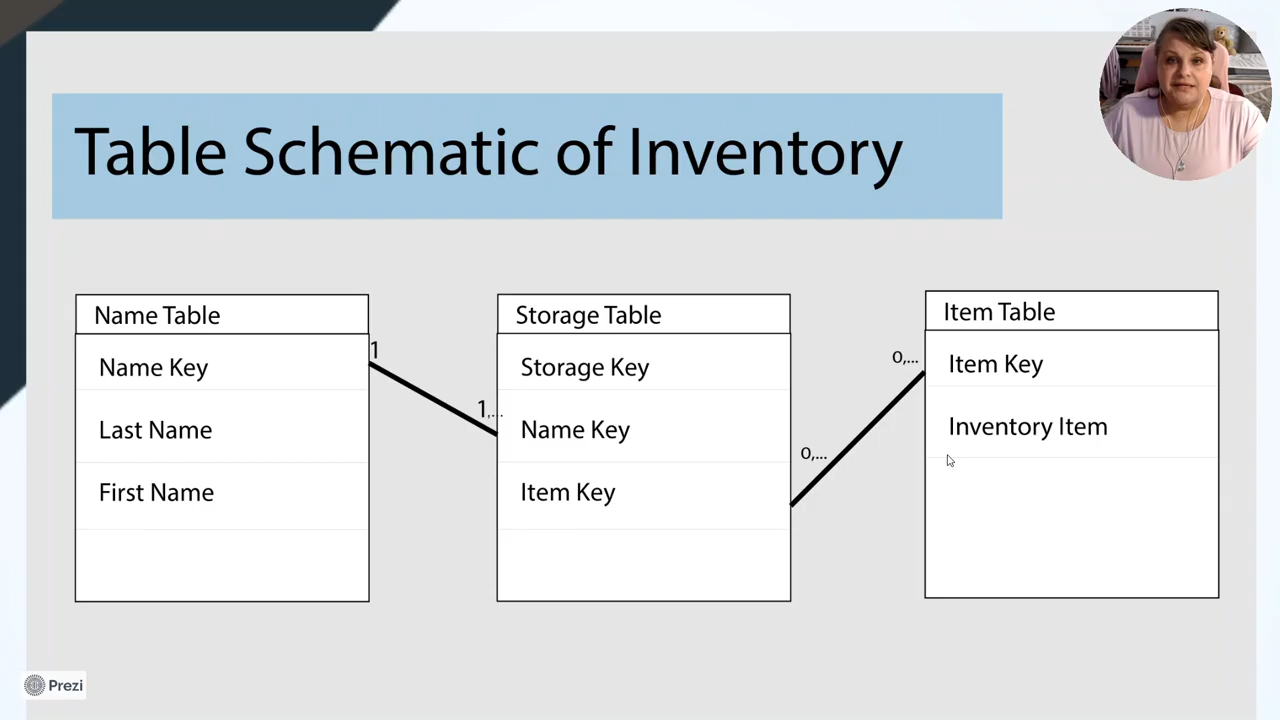 Table Schematic of Inventory
Name Table
Name Key
Last Name
First Name
1
1,...
Storage Table
Storage Key
Name Key
Item Key
0,...
0,...
Item Table
Item Key
Inventory Item
Prezi